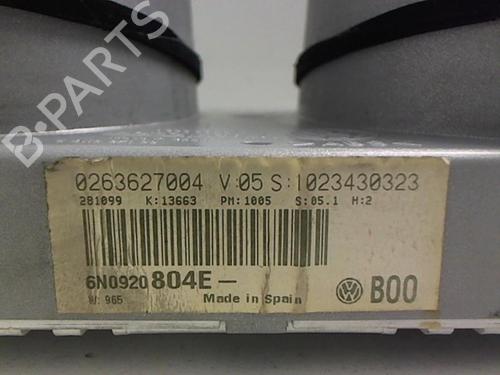 B-PARTS
0263627004 V:05 S:1023430323
281099 K:13663 PM:1005 S:05.1 H:2
6N0920 804E-
965 Made in Spain
B00